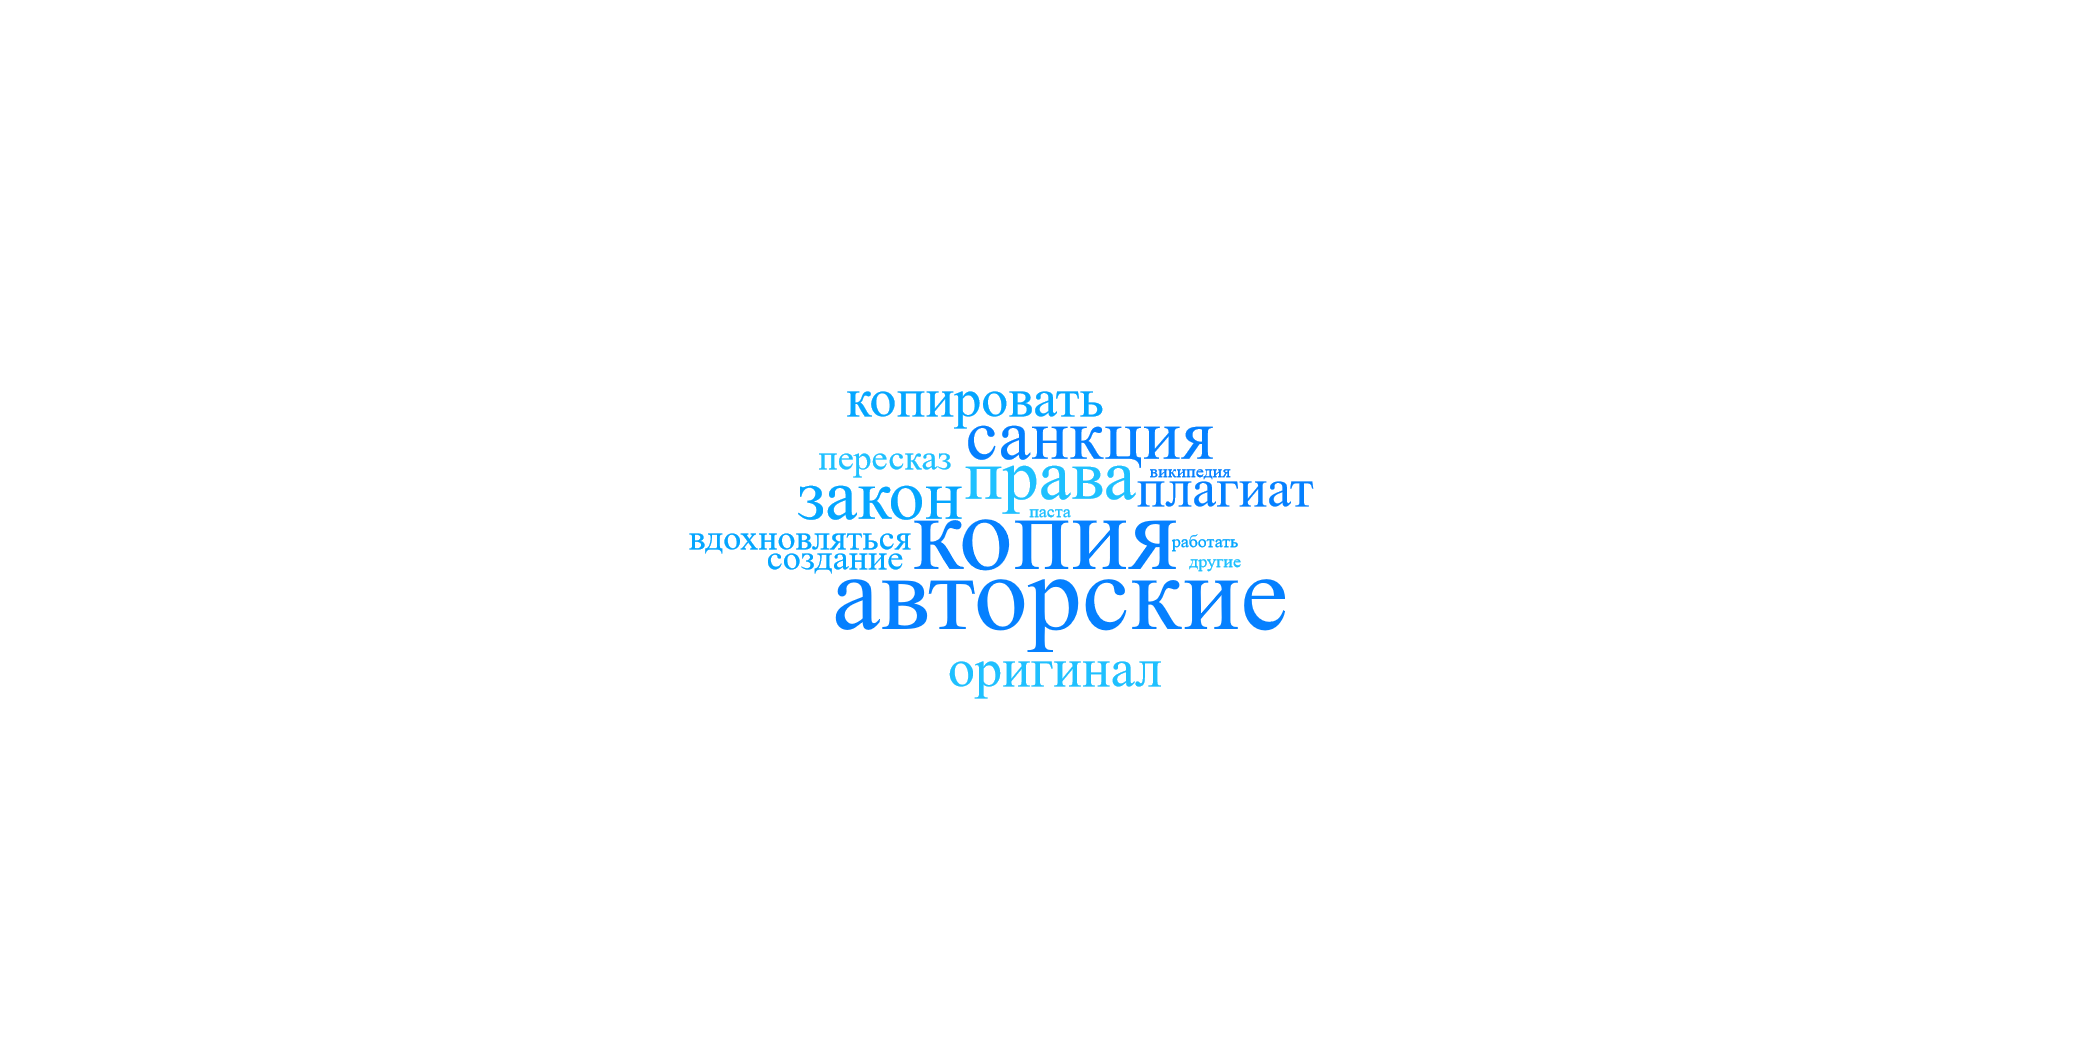 копировать
санкция
пересказ
права
википедия
плагиат
закон
паста
вдохновляться
копия
работать
создание
другие
авторские
оригинал